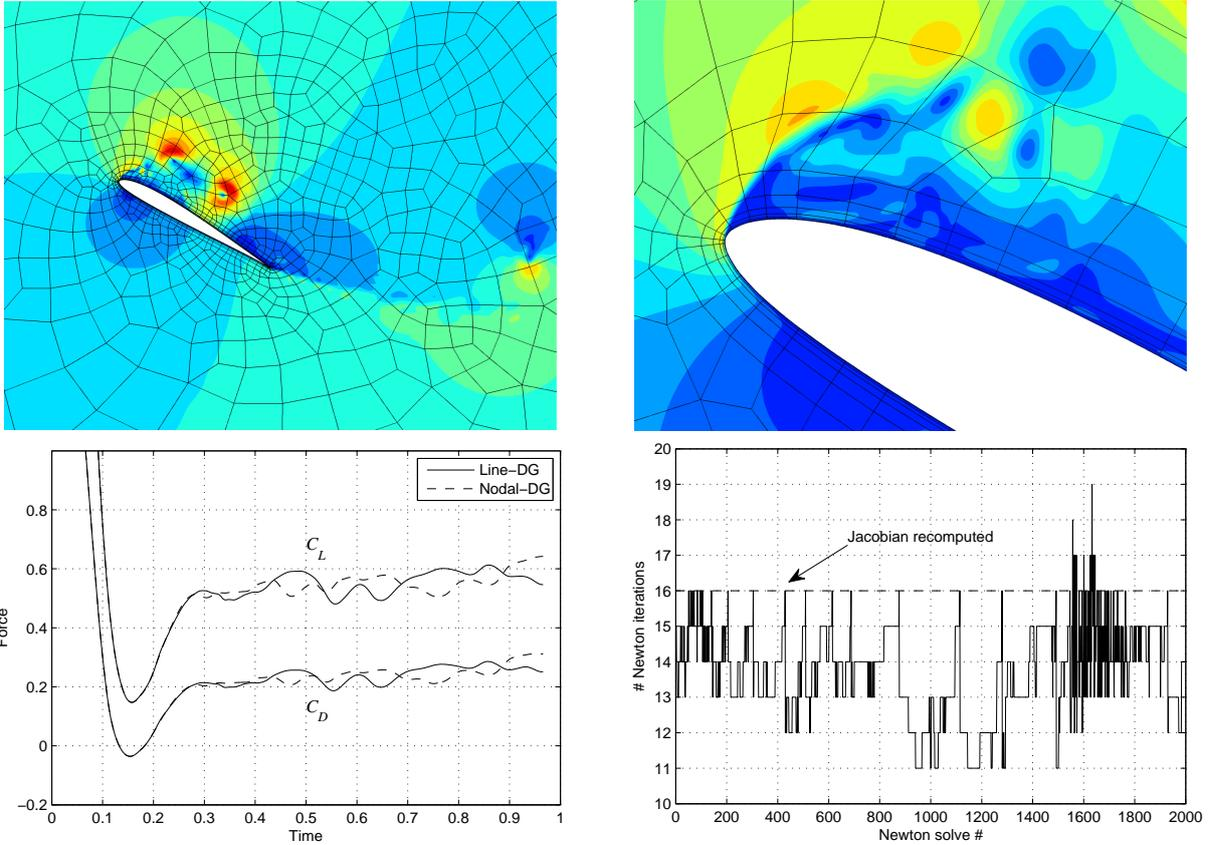 Line-DG
Nodal-DG
C_L
C_D
Force
0.8
0.6
0.4
0.2
0
-0.2
0 0.1 0.2 0.3 0.4 0.5 0.6 0.7 0.8 0.9 1
Time
Jacobian recomputed
# Newton iterations
20
19
18
17
16
15
14
13
12
11
10
0 200 400 600 800 1000 1200 1400 1600 1800 2000
Newton solve #